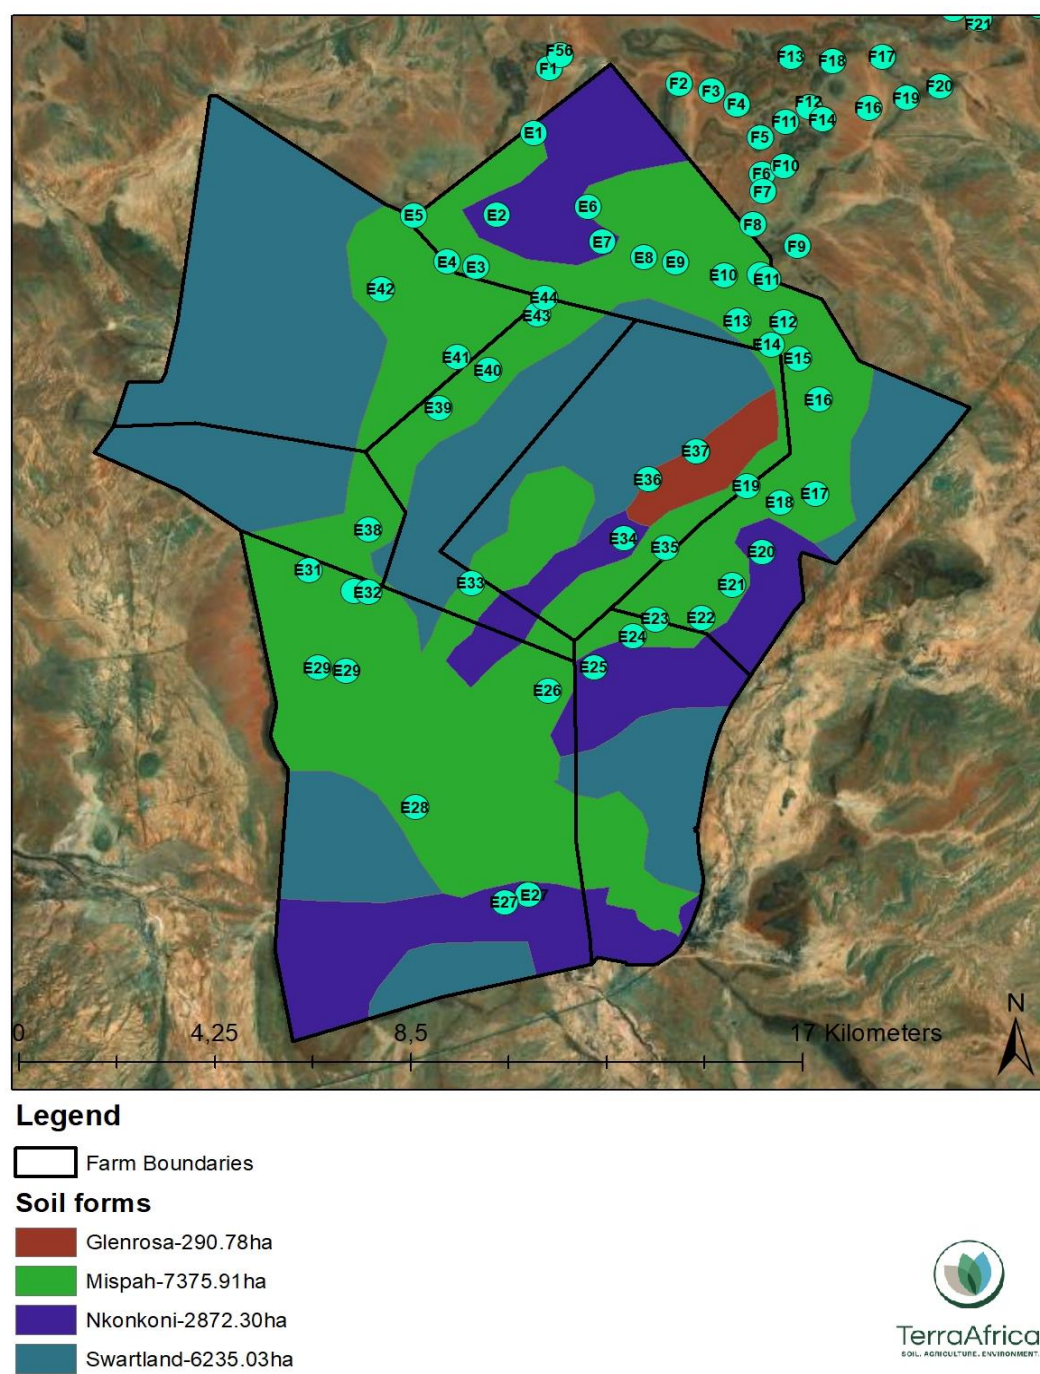 F21
F56
F1
F13
F18
F17
F2
F3
F4
F12
F16
F19
F20
F11
F14
F5
F10
F6
F7
F8
F9
E1
E2
E6
E5
E7
E4
E3
E8
E9
E10
E11
E42
E44
E43
E13
E12
E14
E15
E41
E40
E39
E16
E37
E36
E19
E18
E17
E38
E34
E35
E20
E31
E32
E33
E21
E23
E22
E24
E29
E29
E25
E26
E28
E27
E27
0
4,25
8,5
17 Kilometers
N
Legend
Farm Boundaries
Soil forms
Glenrosa-290.78ha
Mispah-7375.91ha
Nkonkoni-2872.30ha
Swartland-6235.03ha
TerraAfrica
SOIL. AGRICULTURE. ENVIRONMENT.